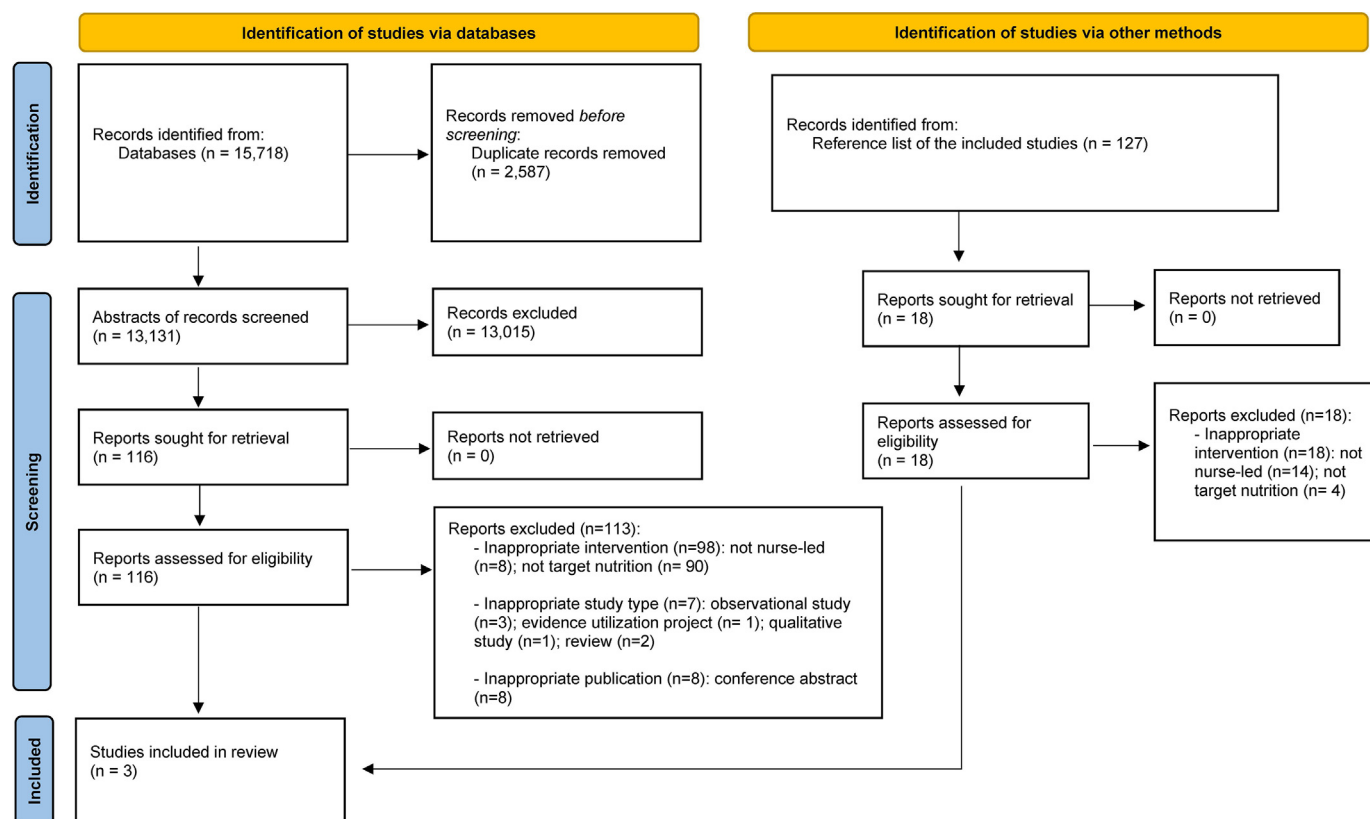 Identification of studies via databases
Identification of studies via other methods
Identification
Records identified from:
Databases (n = 15,718)
Records removed before
screening:
Duplicate records removed
(n = 2,587)
Records identified from:
Reference list of the included studies (n = 127)
Screening
Abstracts of records screened
(n = 13,131)
Records excluded
(n = 13,015)
Reports sought for retrieval
(n = 18)
Reports not retrieved
(n = 0)
Reports sought for retrieval
(n = 116)
Reports not retrieved
(n = 0)
Reports assessed for
eligibility
(n = 18)
Reports excluded (n=18):
- Inappropriate
intervention (n=18): not
nurse-led (n=14); not
target nutrition (n= 4)
Reports assessed for eligibility
(n = 116)
Reports excluded (n=113):
- Inappropriate intervention (n=98): not nurse-led
(n=8); not target nutrition (n= 90)
- Inappropriate study type (n=7): observational study
(n=3); evidence utilization project (n= 1); qualitative
study (n=1); review (n=2)
- Inappropriate publication (n=8): conference abstract
(n=8)
Included
Studies included in review
(n = 3)